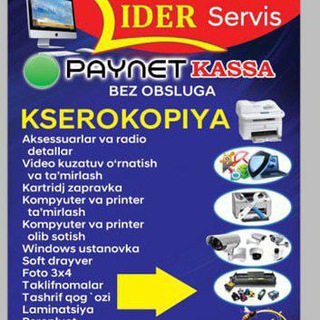 LIDER Servis
PAYNET KASSA
BEZ OBSLUGA
KSEROKOPIYA
Aksessuarlar va radio
detallar
Video kuzatuv o'rnatish
va ta'mirlash
Kartridj zapravka
Kompyuter va printer
ta'mirlash
Kompyuter va printer
olib sotish
Windows ustanovka
Soft drayver
Foto 3x4
Taklifnomalar
Tashrif qog`ozi
Laminatsiya